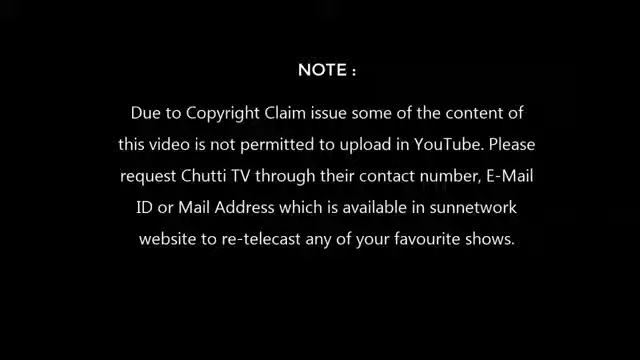 NOTE :
Due to Copyright Claim issue some of the content of
this video is not permitted to upload in YouTube. Please
request Chutti TV through their contact number, E-Mail
ID or Mail Address which is available in sunnetwork
website to re-telecast any of your favourite shows.